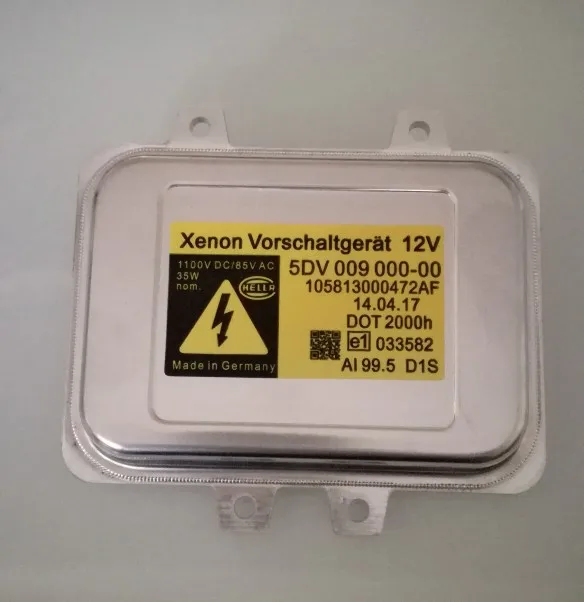 Xenon Vorschaltgerät 12V
1100V DC/85V AC
35W
nom.
HELLA
Made in Germany
5DV 009 000-00
105813000472AF
14.04.17
DOT 2000h
e1 033582
AI 99.5 D1S